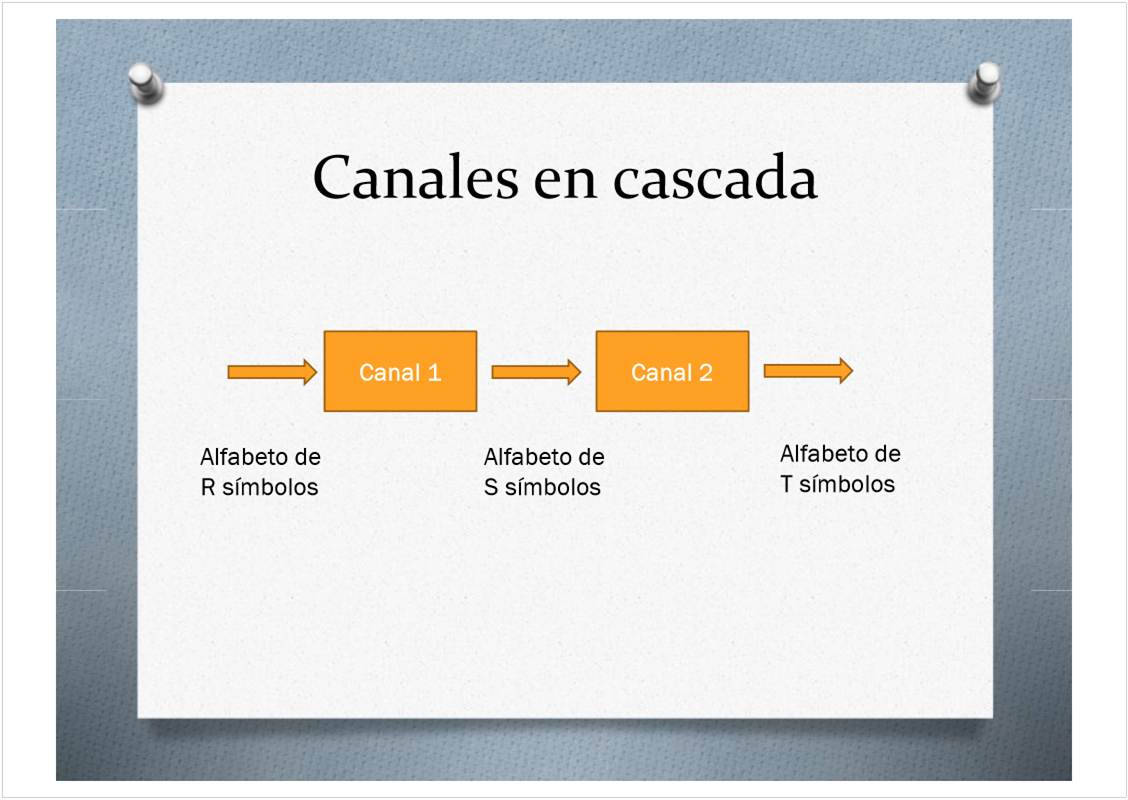 Canales en cascada
Canal 1
Canal 2
Alfabeto de
R símbolos
Alfabeto de
S símbolos
Alfabeto de
T símbolos